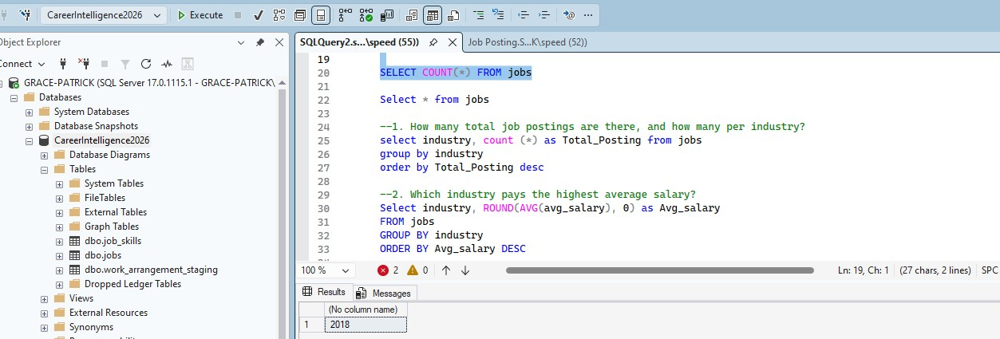 CareerIntelligence2026
Execute
Object Explorer
SQLQuery2.s...\speed (55))
Job Posting.S...K\speed (52))
Connect
GRACE-PATRICK (SQL Server 17.0.1115.1 - GRACE-PATRICK\
Databases
System Databases
Database Snapshots
CareerIntelligence2026
Database Diagrams
Tables
System Tables
FileTables
External Tables
Graph Tables
dbo.job_skills
dbo.jobs
dbo.work_arrangement_staging
Dropped Ledger Tables
Views
External Resources
Synonyms
19
20 SELECT COUNT(*) FROM jobs
21
22 Select * from jobs
23
24 --1. How many total job postings are there, and how many per industry?
25 select industry, count (*) as Total_Posting from jobs
26 group by industry
27 order by Total_Posting desc
28
29 --2. Which industry pays the highest average salary?
30 Select industry, ROUND(AVG(avg_salary), 0) as Avg_salary
31 FROM jobs
32 GROUP BY industry
33 ORDER BY Avg_salary DESC
100 % 2 0 Ln: 19, Ch: 1 (27 chars, 2 lines) SPC
Results Messages
(No column name)
1 2018